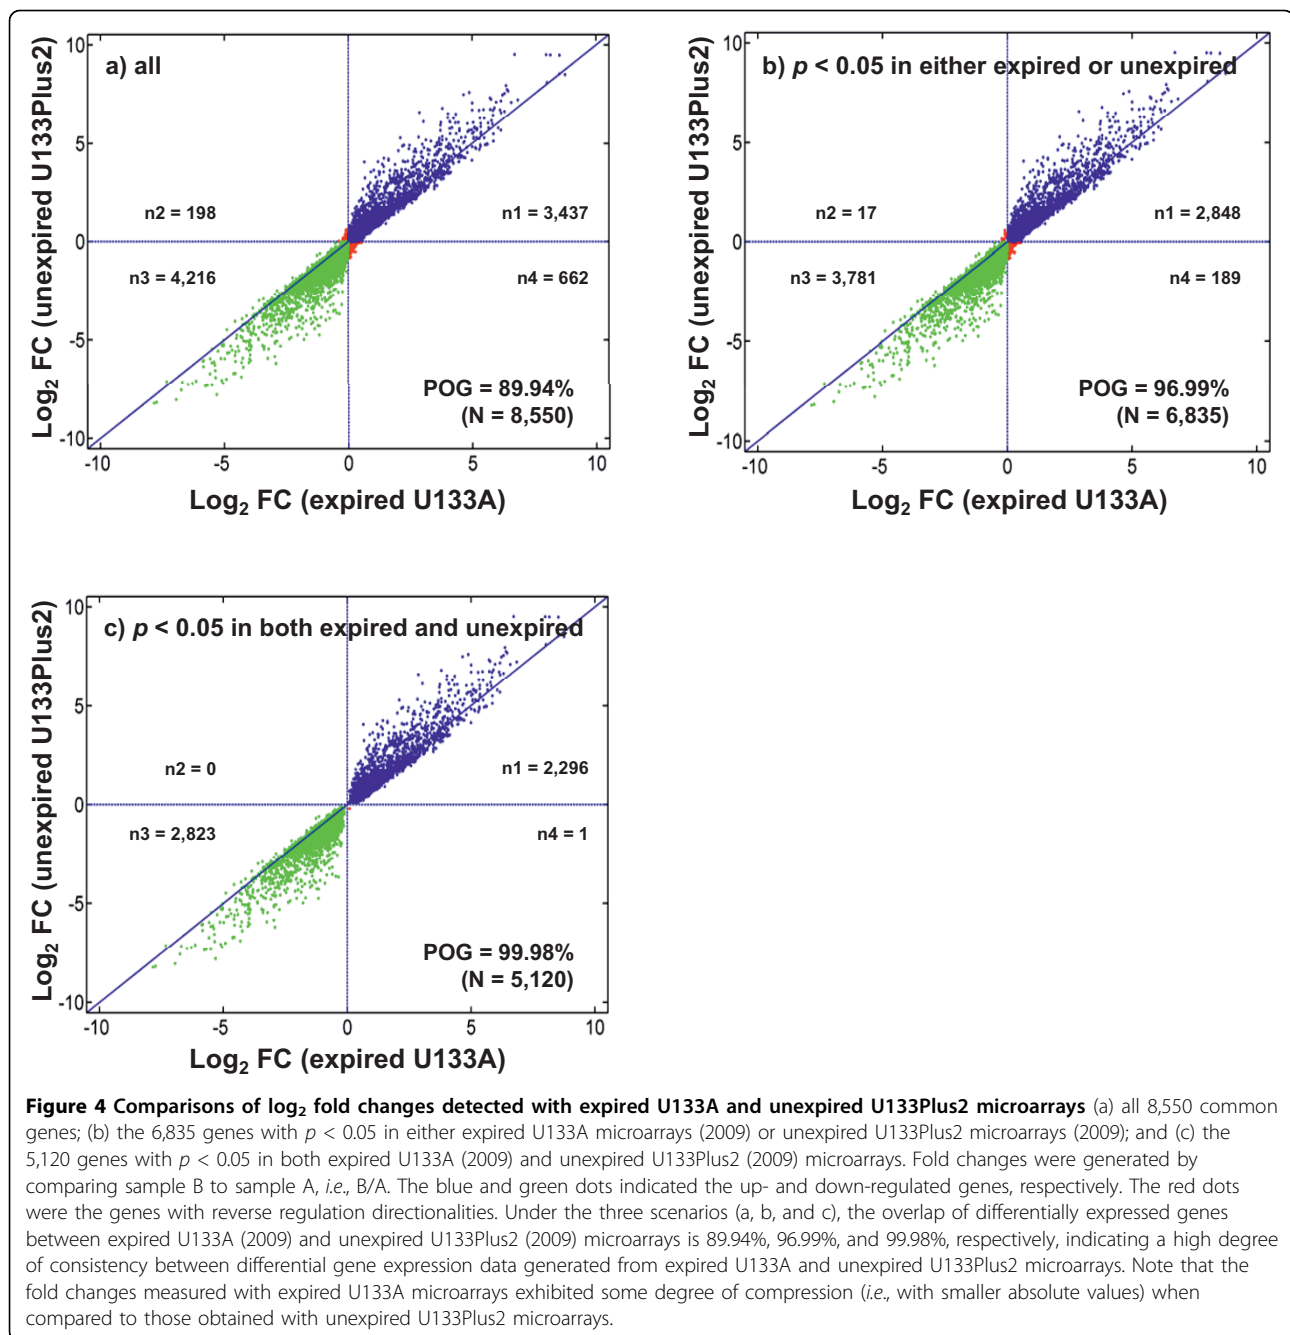 a) all
10
5
0
-5
-10
-10 -5 0 5 10
Log2 FC (unexpired U133Plus2)
Log2 FC (expired U133A)
n2 = 198
n1 = 3,437
n3 = 4,216
n4 = 662
POG = 89.94%
(N = 8,550)
b) p < 0.05 in either expired or unexpired
10
5
0
-5
-10
-10 -5 0 5 10
Log2 FC (unexpired U133Plus2)
Log2 FC (expired U133A)
n2 = 17
n1 = 2,848
n3 = 3,781
n4 = 189
POG = 96.99%
(N = 6,835)
c) p < 0.05 in both expired and unexpired
10
5
0
-5
-10
-10 -5 0 5 10
Log2 FC (unexpired U133Plus2)
Log2 FC (expired U133A)
n2 = 0
n1 = 2,296
n3 = 2,823
n4 = 1
POG = 99.98%
(N = 5,120)
Figure 4 Comparisons of log2 fold changes detected with expired U133A and unexpired U133Plus2 microarrays (a) all 8,550 common
genes; (b) the 6,835 genes with p < 0.05 in either expired U133A microarrays (2009) or unexpired U133Plus2 microarrays (2009); and (c) the
5,120 genes with p < 0.05 in both expired U133A (2009) and unexpired U133Plus2 (2009) microarrays. Fold changes were generated by
comparing sample B to sample A, i.e., B/A. The blue and green dots indicated the up- and down-regulated genes, respectively. The red dots
were the genes with reverse regulation directionalities. Under the three scenarios (a, b, and c), the overlap of differentially expressed genes
between expired U133A (2009) and unexpired U133Plus2 (2009) microarrays is 89.94%, 96.99%, and 99.98%, respectively, indicating a high degree
of consistency between differential gene expression data generated from expired U133A and unexpired U133Plus2 microarrays. Note that the
fold changes measured with expired U133A microarrays exhibited some degree of compression (i.e., with smaller absolute values) when
compared to those obtained with unexpired U133Plus2 microarrays.